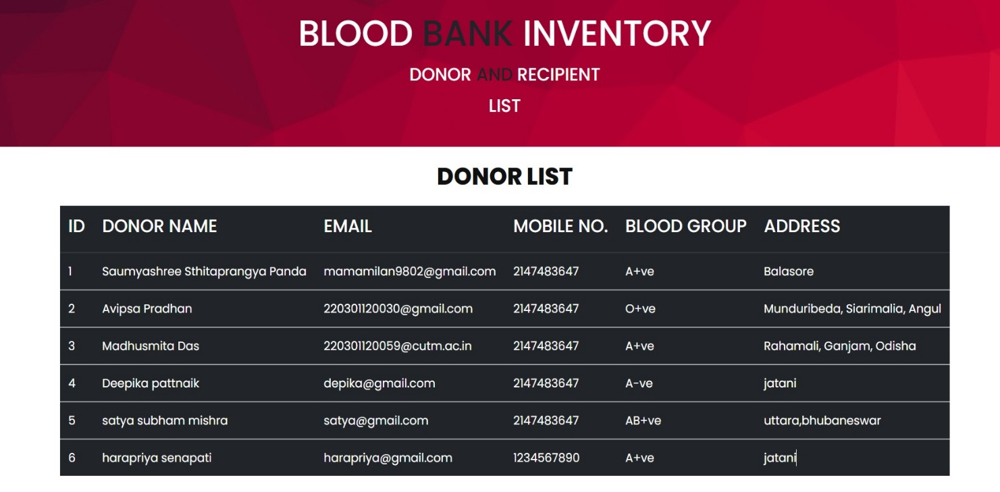 BLOOD BANK INVENTORY
DONOR AND RECIPIENT
LIST
DONOR LIST
ID DONOR NAME EMAIL MOBILE NO. BLOOD GROUP ADDRESS
1 Saumyashree Sthitaprangya Panda mamamilan9802@gmail.com 2147483647 A+ve Balasore
2 Avipsa Pradhan 220301120030@gmail.com 2147483647 O+ve Munduribeda, Siarimalia, Angul
3 Madhusmita Das 220301120059@cutm.ac.in 2147483647 A+ve Rahamali, Ganjam, Odisha
4 Deepika pattnaik depika@gmail.com 2147483647 A-ve jatani
5 satya subham mishra satya@gmail.com 2147483647 AB+ve uttara,bhubaneswar
6 harapriya senapati harapriya@gmail.com 1234567890 A+ve jatani